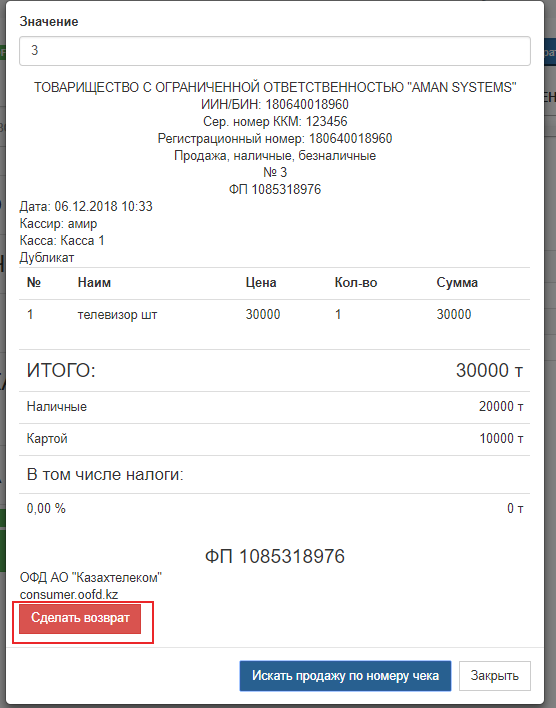 Значение
3
ТОВАРИЩЕСТВО С ОГРАНИЧЕННОЙ ОТВЕТСТВЕННОСТЬЮ "AMAN SYSTEMS"
ИИН/БИН: 180640018960
Сер. номер ККМ: 123456
Регистрационный номер: 180640018960
Продажа, наличные, безналичные
№ 3
ФП 1085318976
Дата: 06.12.2018 10:33
Кассир: амир
Касса: Касса 1
Дубликат
№ Наим Цена Кол-во Сумма
1 телевизор шт 30000 1 30000
ИТОГО: 30000 т
Наличные 20000 т
Картой 10000 т
В том числе налоги:
0,00 % 0 т
ФП 1085318976
ОФД АО "Казахтелеком"
consumer.oofd.kz
Сделать возврат
Искать продажу по номеру чека Закрыть